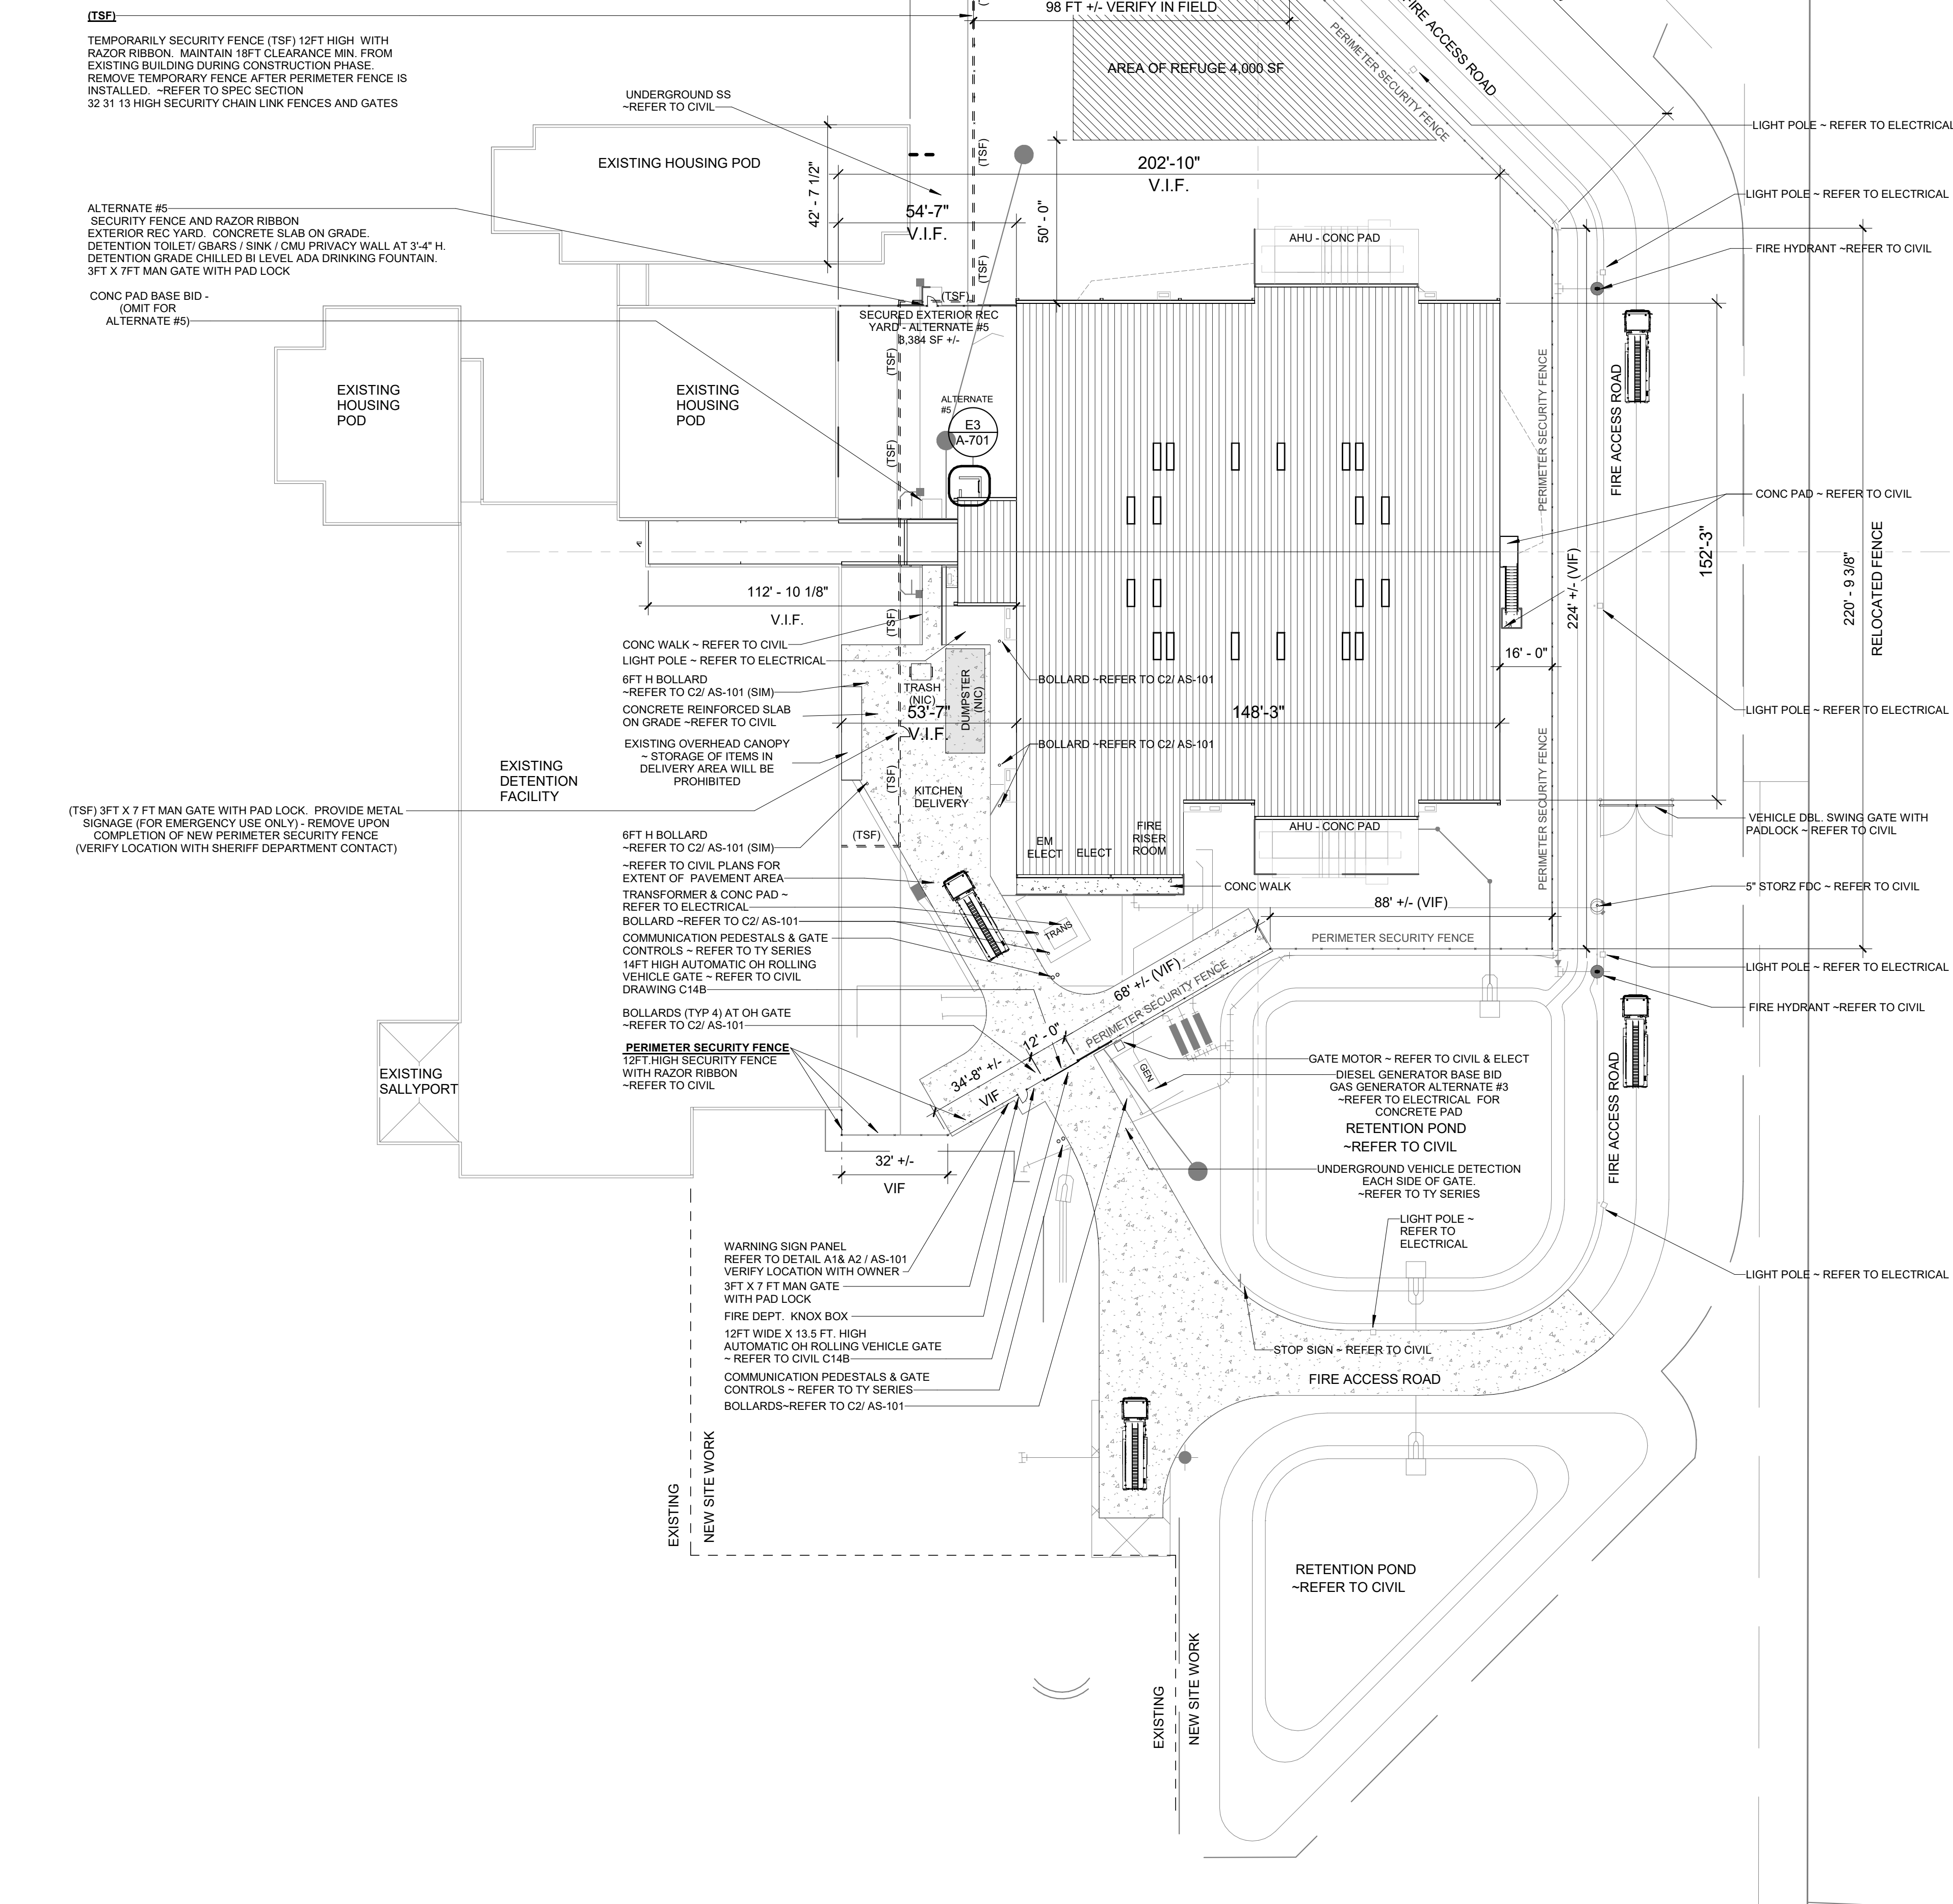 (TSF)
TEMPORARILY SECURITY FENCE (TSF) 12FT HIGH WITH
RAZOR RIBBON. MAINTAIN 18FT CLEARANCE MIN. FROM
EXISTING BUILDING DURING CONSTRUCTION PHASE.
REMOVE TEMPORARY FENCE AFTER PERIMETER FENCE IS
INSTALLED. ~REFER TO SPEC SECTION
32 31 13 HIGH SECURITY CHAIN LINK FENCES AND GATES
98 FT +/- VERIFY IN FIELD
AREA OF REFUGE 4,000 SF
PERIMETER SECURITY FENCE
FIRE ACCESS ROAD
UNDERGROUND SS
~REFER TO CIVIL
(TSF)
(TSF)
LIGHT POLE ~ REFER TO ELECTRICAL
EXISTING HOUSING POD
42' - 7 1/2"
202'-10"
V.I.F.
54'-7"
V.I.F.
50' - 0"
LIGHT POLE ~ REFER TO ELECTRICAL
FIRE HYDRANT ~REFER TO CIVIL
ALTERNATE #5
SECURITY FENCE AND RAZOR RIBBON
EXTERIOR REC YARD. CONCRETE SLAB ON GRADE.
DETENTION TOILET/ GBARS / SINK / CMU PRIVACY WALL AT 3'-4" H.
DETENTION GRADE CHILLED BI LEVEL ADA DRINKING FOUNTAIN.
3FT X 7FT MAN GATE WITH PAD LOCK
CONC PAD BASE BID -
(OMIT FOR
ALTERNATE #5)
AHU - CONC PAD
(TSF)
SECURED EXTERIOR REC
YARD - ALTERNATE #5
3,384 SF +/-
(TSF)
(TSF)
(TSF)
EXISTING
HOUSING
POD
EXISTING
HOUSING
POD
ALTERNATE
#5
E3
A-701
PERIMETER SECURITY FENCE
FIRE ACCESS ROAD
CONC PAD ~ REFER TO CIVIL
224' +/- (VIF)
152'-3"
220' - 9 3/8"
RELOCATED FENCE
112' - 10 1/8"
V.I.F.
16' - 0"
CONC WALK ~ REFER TO CIVIL
LIGHT POLE ~ REFER TO ELECTRICAL
6FT H BOLLARD
~REFER TO C2/ AS-101 (SIM)
CONCRETE REINFORCED SLAB
ON GRADE ~REFER TO CIVIL
EXISTING OVERHEAD CANOPY
~ STORAGE OF ITEMS IN
DELIVERY AREA WILL BE
PROHIBITED
TRASH
(NIC)
DUMPSTER
(NIC)
53'-7"
V.I.F.
BOLLARD ~REFER TO C2/ AS-101
148'-3"
BOLLARD ~REFER TO C2/ AS-101
LIGHT POLE ~ REFER TO ELECTRICAL
EXISTING
DETENTION
FACILITY
(TSF)
KITCHEN
DELIVERY
PERIMETER SECURITY FENCE
(TSF) 3FT X 7 FT MAN GATE WITH PAD LOCK. PROVIDE METAL
SIGNAGE (FOR EMERGENCY USE ONLY) - REMOVE UPON
COMPLETION OF NEW PERIMETER SECURITY FENCE
(VERIFY LOCATION WITH SHERIFF DEPARTMENT CONTACT)
VEHICLE DBL. SWING GATE WITH
PADLOCK ~ REFER TO CIVIL
6FT H BOLLARD
~REFER TO C2/ AS-101 (SIM)
(TSF)
EM
ELECT
ELECT
FIRE
RISER
ROOM
AHU - CONC PAD
~REFER TO CIVIL PLANS FOR
EXTENT OF PAVEMENT AREA
TRANSFORMER & CONC PAD ~
REFER TO ELECTRICAL
BOLLARD ~REFER TO C2/ AS-101
CONC WALK
5" STORZ FDC ~ REFER TO CIVIL
88' +/- (VIF)
TRANS
PERIMETER SECURITY FENCE
COMMUNICATION PEDESTALS & GATE
CONTROLS ~ REFER TO TY SERIES
14FT HIGH AUTOMATIC OH ROLLING
VEHICLE GATE ~ REFER TO CIVIL
DRAWING C14B
68' +/- (VIF)
PERIMETER SECURITY FENCE
LIGHT POLE ~ REFER TO ELECTRICAL
FIRE HYDRANT ~REFER TO CIVIL
BOLLARDS (TYP 4) AT OH GATE
~REFER TO C2/ AS-101
12' - 0"
PERIMETER SECURITY FENCE
12FT.HIGH SECURITY FENCE
WITH RAZOR RIBBON
~REFER TO CIVIL
EXISTING
SALLYPORT
34'-8" +/-
VIF
GEN
GATE MOTOR ~ REFER TO CIVIL & ELECT
DIESEL GENERATOR BASE BID
GAS GENERATOR ALTERNATE #3
~REFER TO ELECTRICAL FOR
CONCRETE PAD
RETENTION POND
~REFER TO CIVIL
FIRE ACCESS ROAD
32' +/-
VIF
UNDERGROUND VEHICLE DETECTION
EACH SIDE OF GATE.
~REFER TO TY SERIES
LIGHT POLE ~
REFER TO
ELECTRICAL
LIGHT POLE ~ REFER TO ELECTRICAL
WARNING SIGN PANEL
REFER TO DETAIL A1& A2 / AS-101
VERIFY LOCATION WITH OWNER
3FT X 7 FT MAN GATE
WITH PAD LOCK
FIRE DEPT. KNOX BOX
12FT WIDE X 13.5 FT. HIGH
AUTOMATIC OH ROLLING VEHICLE GATE
~ REFER TO CIVIL C14B
COMMUNICATION PEDESTALS & GATE
CONTROLS ~ REFER TO TY SERIES
BOLLARDS~REFER TO C2/ AS-101
STOP SIGN ~ REFER TO CIVIL
FIRE ACCESS ROAD
EXISTING
NEW SITE WORK
RETENTION POND
~REFER TO CIVIL
EXISTING
NEW SITE WORK